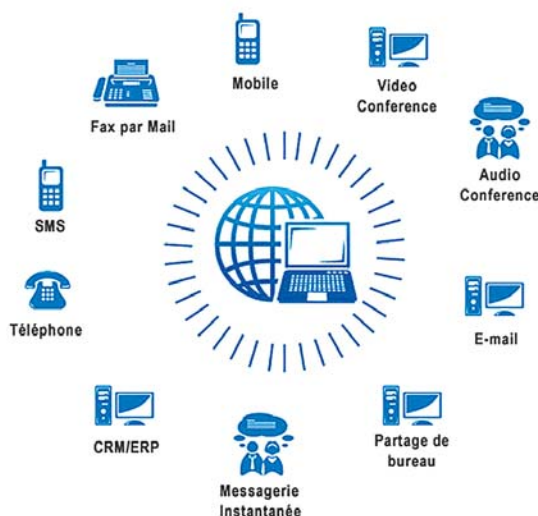 Mobile
Video
Conference
Fax par Mail
Audio
Conference
SMS
Téléphone
E-mail
CRM/ERP
Partage de
bureau
Messagerie
Instantanée